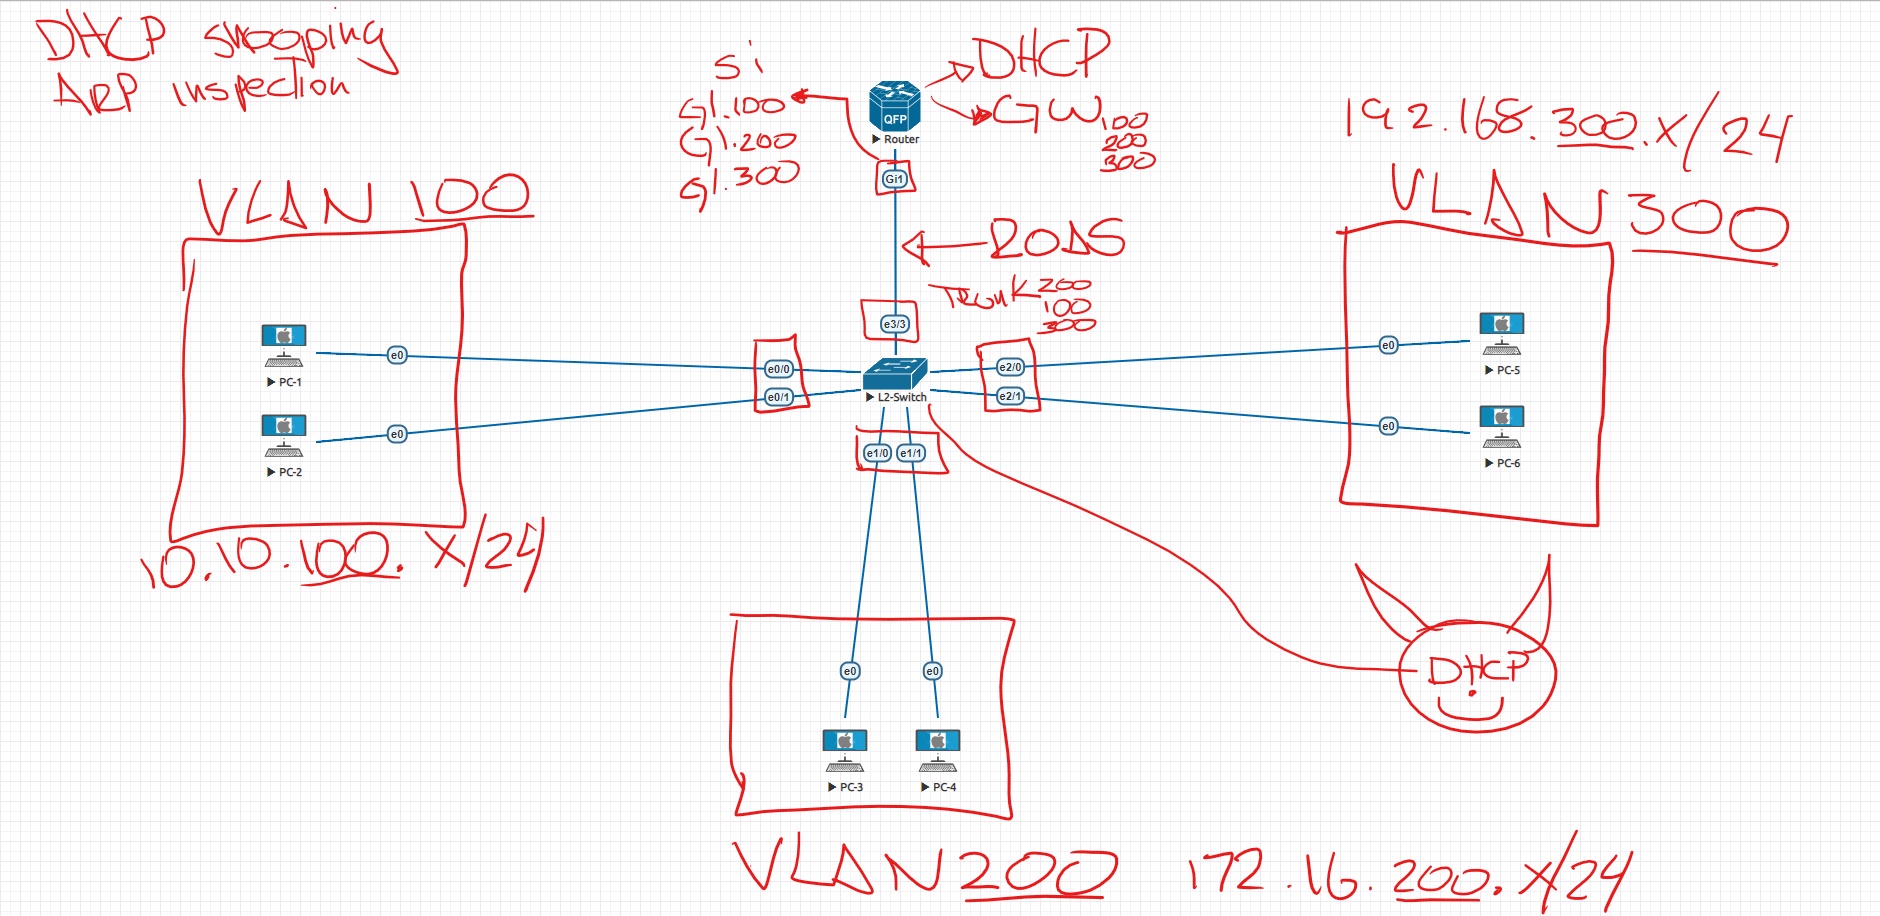 DHCP snooping
ARP inspection
si
G1.100
G1.200
G1.300
DHCP
GW 100
200
300
QFP
Router
Gi1
192.168.300.x/24
VLAN 100
VLAN 300
ROAS
Trunk 200
100
300
e3/3
PC-1
e0
e0/0
e0/1
L2-Switch
e2/0
e2/1
e0
PC-5
PC-2
e0
e1/0
e1/1
e0
PC-6
10.10.100.x/24
e0
e0
DHCP
PC-3
PC-4
VLAN 200
172.16.200.x/24